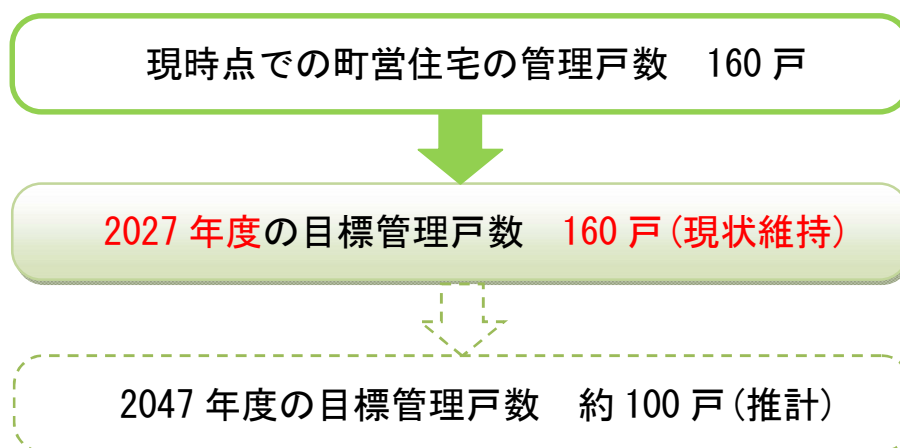 現時点での町営住宅の管理戸数　160 戸
2027 年度の目標管理戸数　160 戸(現状維持)
2047 年度の目標管理戸数　約 100 戸(推計)